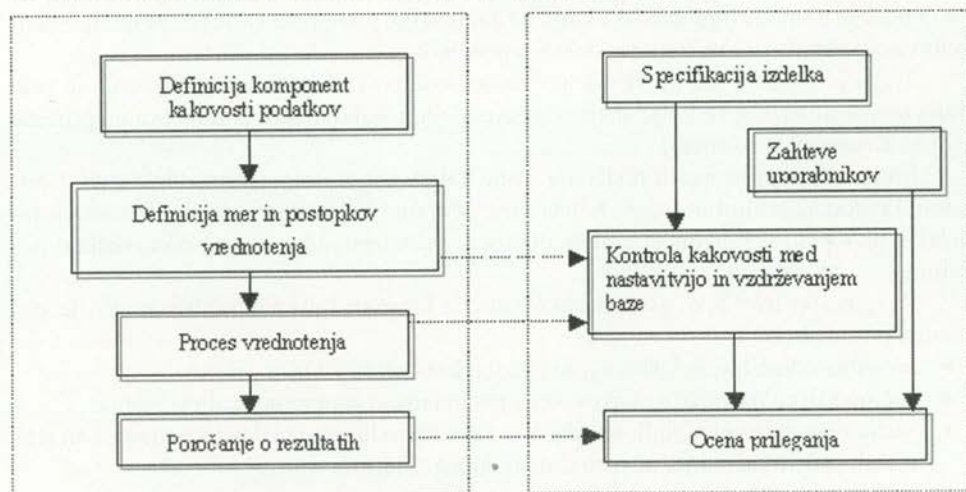 Definicija komponent
kakovosti podatkov
Definicija mer in postopkov
vrednotenja
Proces vrednotenja
Poročanje o rezultatih
Specifikacija izdelka
Zahteve
uporabnikov
Kontrola kakovosti med
nastavitvijo in vzdrževanjem
baze
Ocena prileganja